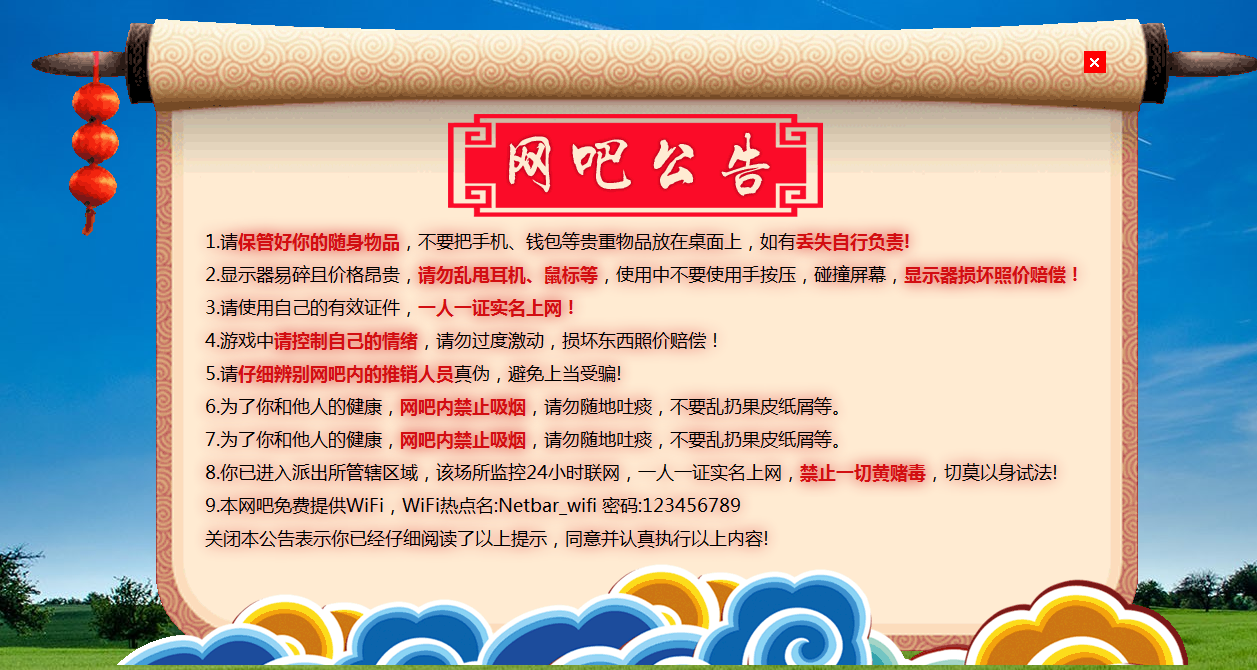 网吧公告
1.请保管好你的随身物品，不要把手机、钱包等贵重物品放在桌面上，如有丢失自行负责!
2.显示器易碎且价格昂贵，请勿乱甩耳机、鼠标等，使用中不要使用手按压，碰撞屏幕，显示器损坏照价赔偿！
3.请使用自己的有效证件，一人一证实名上网！
4.游戏中请控制自己的情绪，请勿过度激动，损坏东西照价赔偿！
5.请仔细辨别网吧内的推销人员真伪，避免上当受骗!
6.为了你和他人的健康，网吧内禁止吸烟，请勿随地吐痰，不要乱扔果皮纸屑等。
7.为了你和他人的健康，网吧内禁止吸烟，请勿随地吐痰，不要乱扔果皮纸屑等。
8.你已进入派出所管辖区域，该场所监控24小时联网，一人一证实名上网，禁止一切黄赌毒，切莫以身试法!
9.本网吧免费提供WiFi，WiFi热点名:Netbar_wifi 密码:123456789
关闭本公告表示你已经仔细阅读了以上提示，同意并认真执行以上内容!